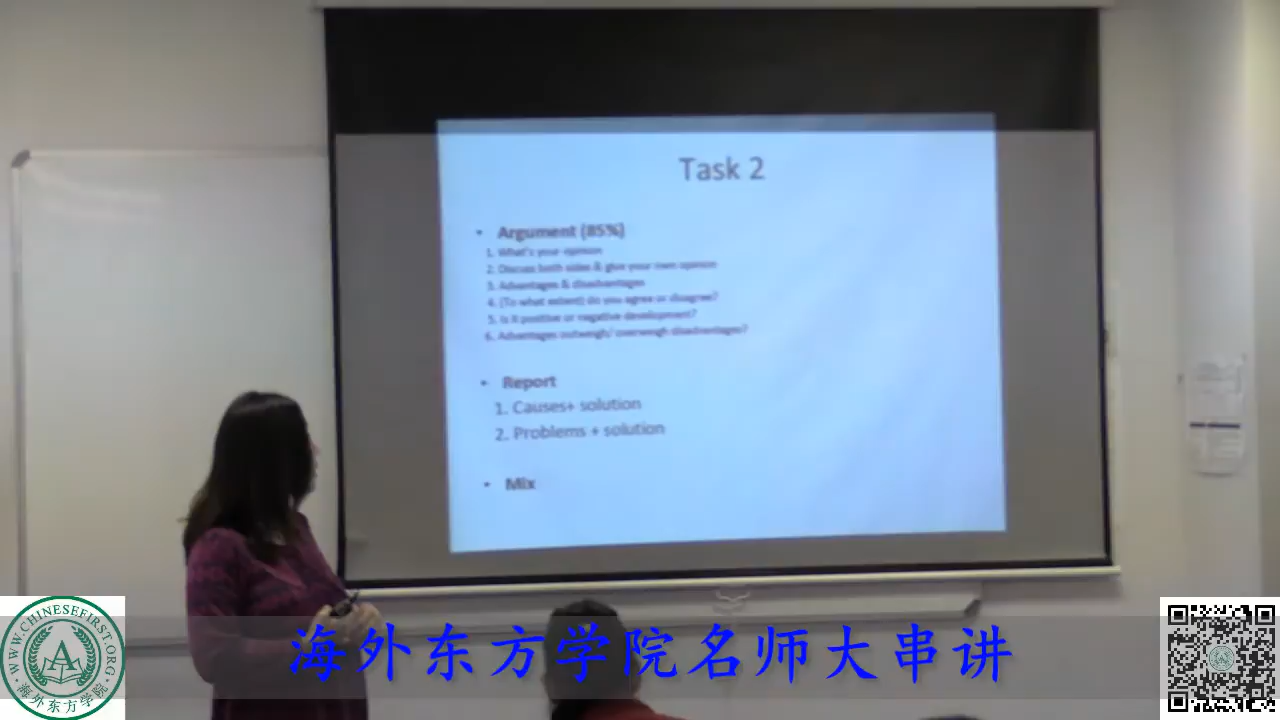 Task 2
• Argument (85%)
1. What's your opinion
2. Discuss both sides & give your own opinion
3. Advantages & disadvantages
4. (To what extent) do you agree or disagree?
5. Is it positive or negative development?
6. Advantages outweigh/ overweigh disadvantages?
• Report
1. Causes+ solution
2. Problems + solution
• Mix
海外东方学院名师大串讲
WWW.CHINESEFIRST.ORG
海外东方学院